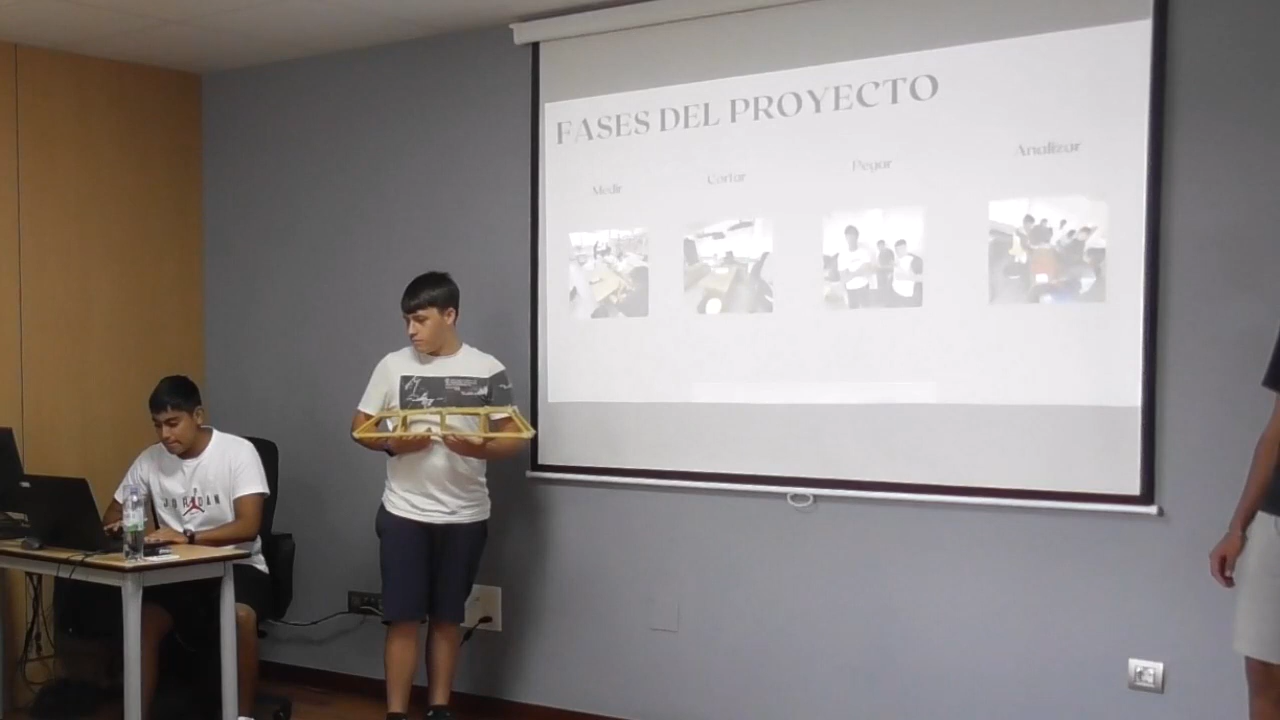 FASES DEL PROYECTO
Medir
Cortar
Pegar
Analizar
JORDAN